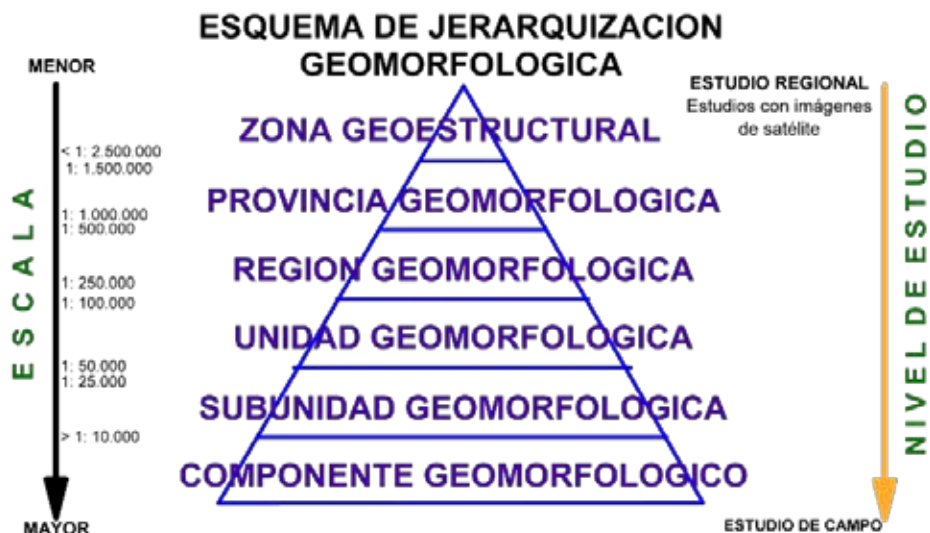 ESQUEMA DE JERARQUIZACION
GEOMORFOLOGICA
MENOR
ESCALA
< 1: 2.500.000
1: 1.500.000
1: 1.000.000
1: 500.000
1: 250.000
1: 100.000
1: 50.000
1: 25.000
> 1: 10.000
MAYOR
ZONA GEOESTRUCTURAL
PROVINCIA GEOMORFOLOGICA
REGION GEOMORFOLOGICA
UNIDAD GEOMORFOLOGICA
SUBUNIDAD GEOMORFOLOGICA
COMPONENTE GEOMORFOLOGICO
ESTUDIO REGIONAL
Estudios con imágenes
de satélite
NIVEL DE ESTUDIO
ESTUDIO DE CAMPO